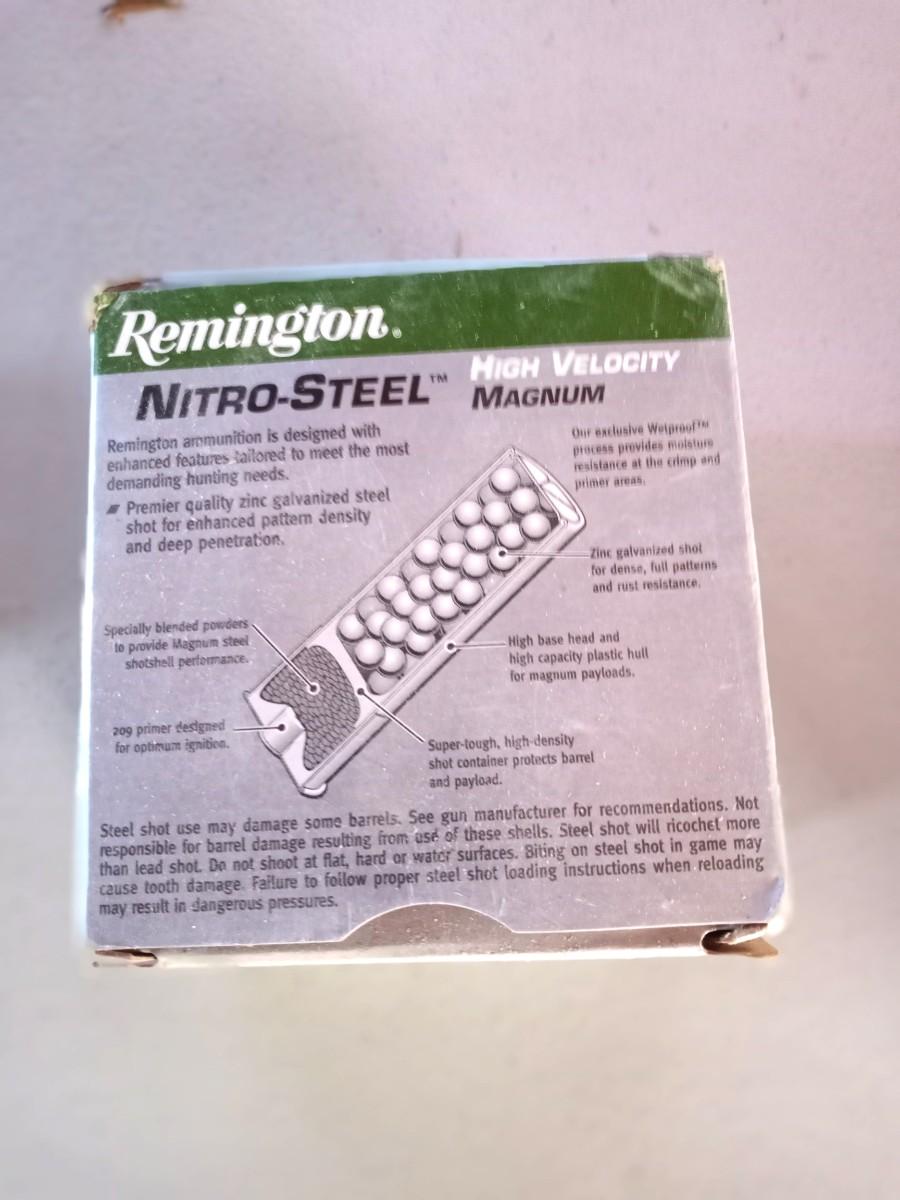 Remington.
NITRO-STEEL™
HIGH VELOCITY
MAGNUM
Remington ammunition is designed with
enhanced features tailored to meet the most
demanding hunting needs.
Premier quality zinc galvanized steel
shot for enhanced pattern density
and deep penetration.
Our exclusive Wetproof™
process provides moisture
resistance at the crimp and
primer areas.
Zinc galvanized shot
for dense, full patterns
and rust resistance.
Specially blended powders
to provide Magnum steel
shotshell performance.
High base head and
high capacity plastic hull
for magnum payloads.
209 primer designed
for optimum ignition.
Super-tough, high-density
shot container protects barrel
and payload.
Steel shot use may damage some barrels. See gun manufacturer for recommendations. Not
responsible for barrel damage resulting from use of these shells. Steel shot will ricochet more
than lead shot. Do not shoot at flat, hard or water surfaces. Biting on steel shot in game may
cause tooth damage. Failure to follow proper steel shot loading instructions when reloading
may result in dangerous pressures.